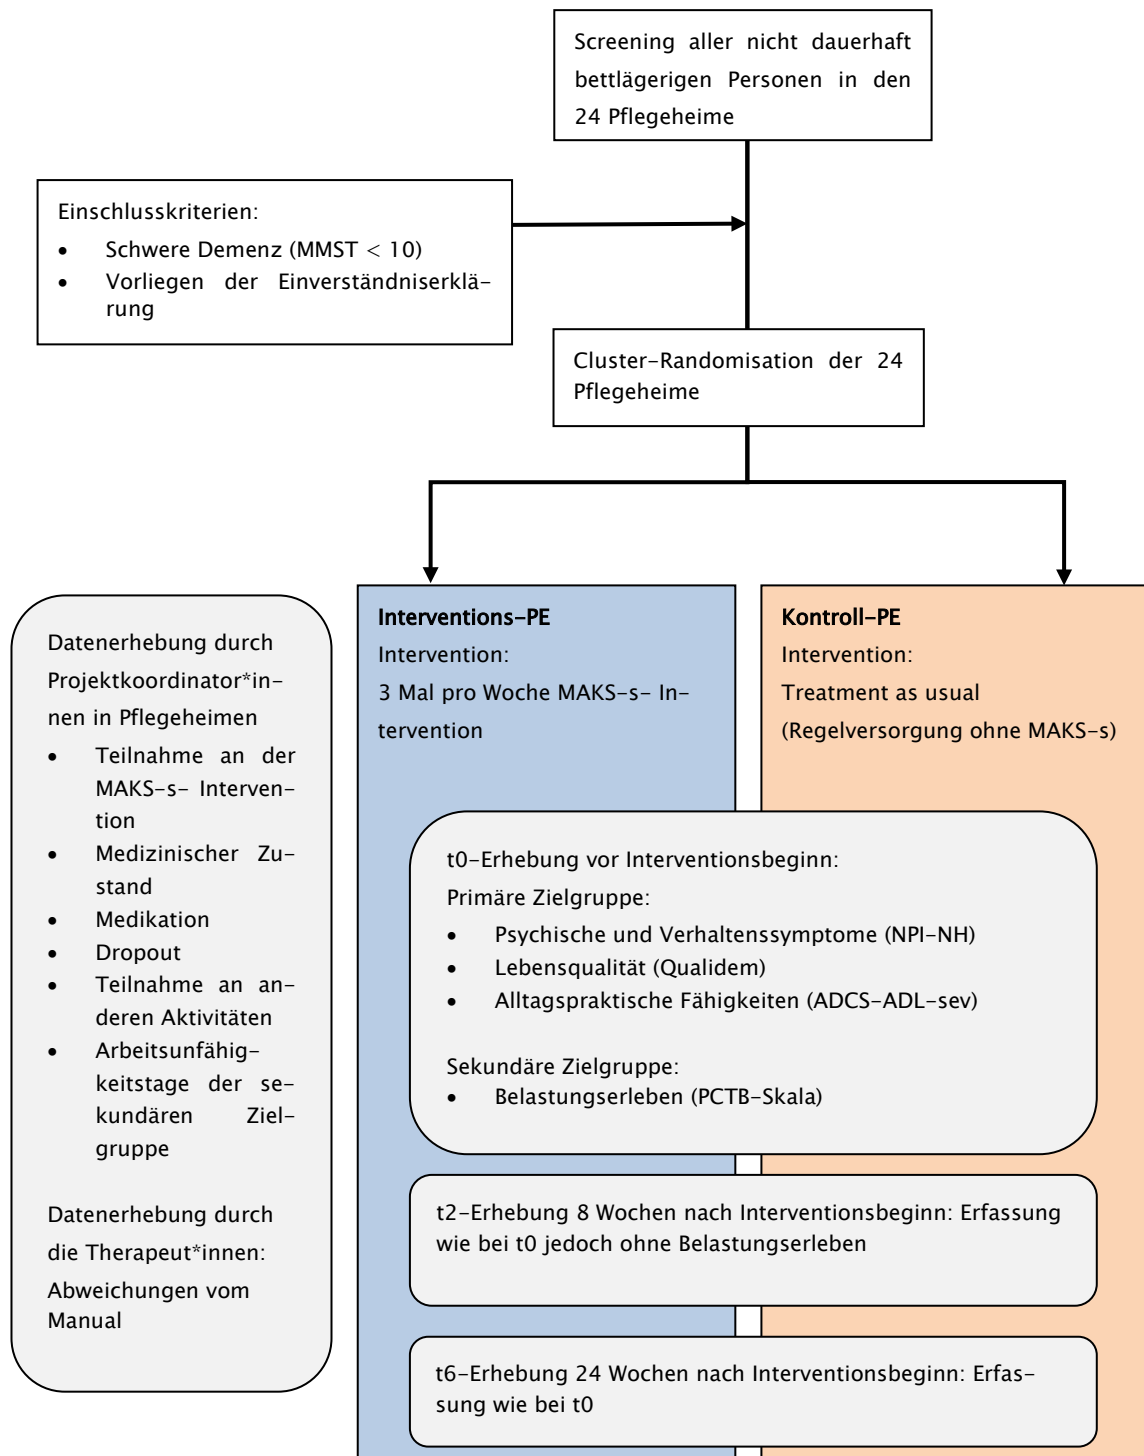 Screening aller nicht dauerhaft
bettlägerigen Personen in den
24 Pflegeheime
Einschlusskriterien:
• Schwere Demenz (MMST < 10)
• Vorliegen der Einverständniserklä-
rung
Cluster-Randomisation der 24
Pflegeheime
Datenerhebung durch
Projektkoordinator*in-
nen in Pflegeheimen
• Teilnahme an der
MAKS-s- Interven-
tion
• Medizinischer Zu-
stand
• Medikation
• Dropout
• Teilnahme an an-
deren Aktivitäten
• Arbeitsunfähig-
keitstage der se-
kundären Ziel-
gruppe
Datenerhebung durch
die Therapeut*innen:
Abweichungen vom
Manual
Interventions-PE
Intervention:
3 Mal pro Woche MAKS-s- In-
tervention
Kontroll-PE
Intervention:
Treatment as usual
(Regelversorgung ohne MAKS-s)
t0-Erhebung vor Interventionsbeginn:
Primäre Zielgruppe:
• Psychische und Verhaltenssymptome (NPI-NH)
• Lebensqualität (Qualidem)
• Alltagspraktische Fähigkeiten (ADCS-ADL-sev)
Sekundäre Zielgruppe:
• Belastungserleben (PCTB-Skala)
t2-Erhebung 8 Wochen nach Interventionsbeginn: Erfassung
wie bei t0 jedoch ohne Belastungserleben
t6-Erhebung 24 Wochen nach Interventionsbeginn: Erfas-
sung wie bei t0